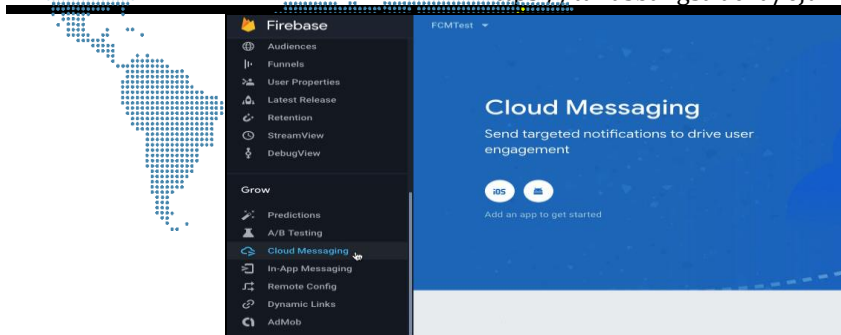 Firebase
Audiences
Funnels
User Properties
Latest Release
Retention
StreamView
DebugView
Grow
Predictions
A/B Testing
Cloud Messaging
In-App Messaging
Remote Config
Dynamic Links
AdMob
FCMTest
Cloud Messaging
Send targeted notifications to drive user
engagement
iOS
Add an app to get started